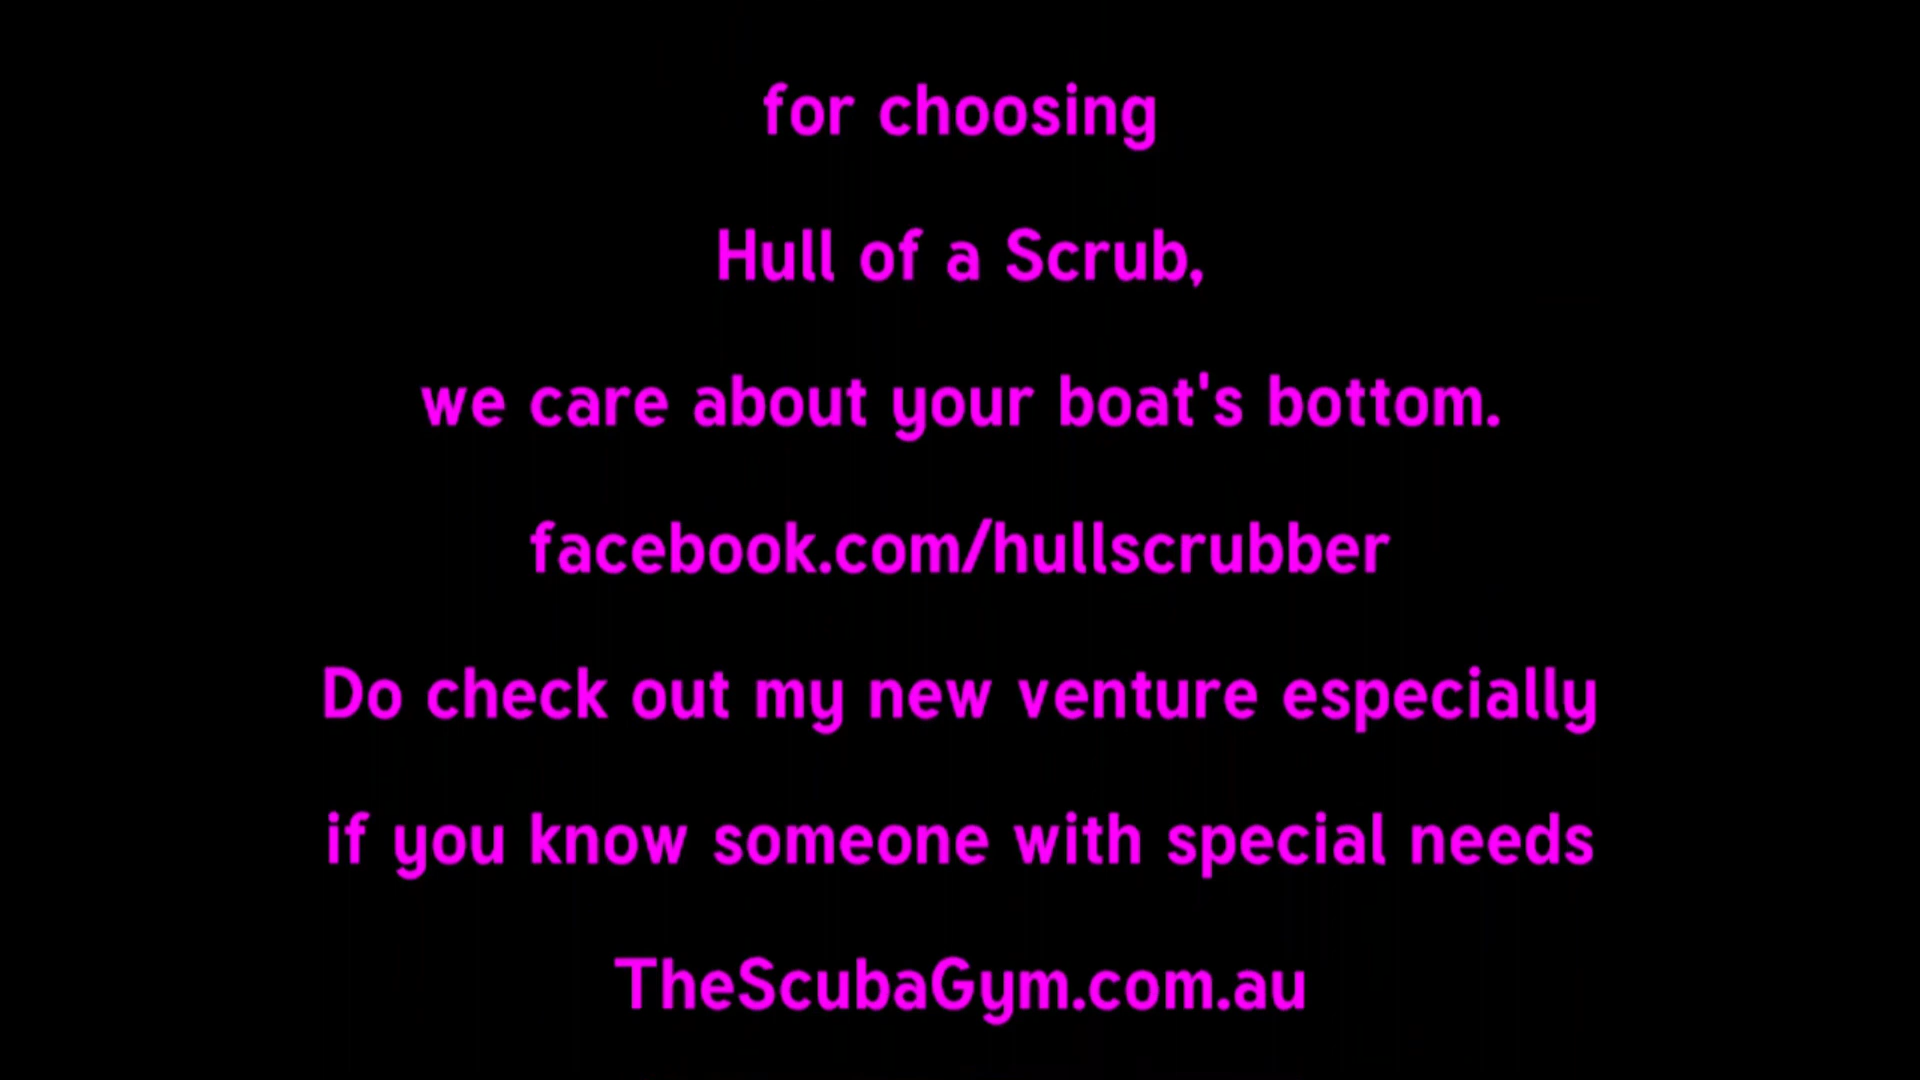 for choosing
Hull of a Scrub,
we care about your boat's bottom.
facebook.com/hullscrubber
Do check out my new venture especially
if you know someone with special needs
TheScubaGym.com.au